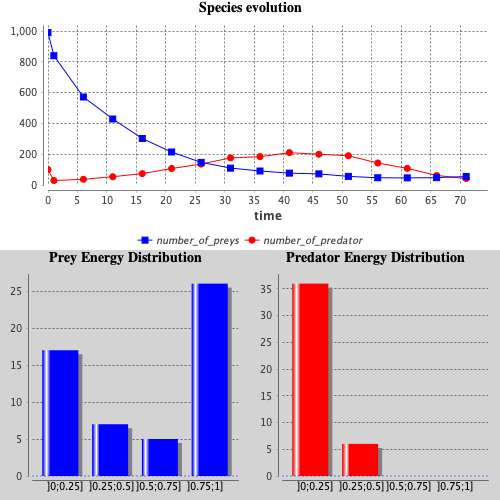 Species evolution
1,000
800
600
400
200
0
0 5 10 15 20 25 30 35 40 45 50 55 60 65 70
time
number_of_preys number_of_predator
Prey Energy Distribution
25
20
15
10
5
0
]0;0.25] ]0.25;0.5] ]0.5;0.75] ]0.75;1]
Predator Energy Distribution
35
30
25
20
15
10
5
0
]0;0.25] ]0.25;0.5] ]0.5;0.75] ]0.75;1]